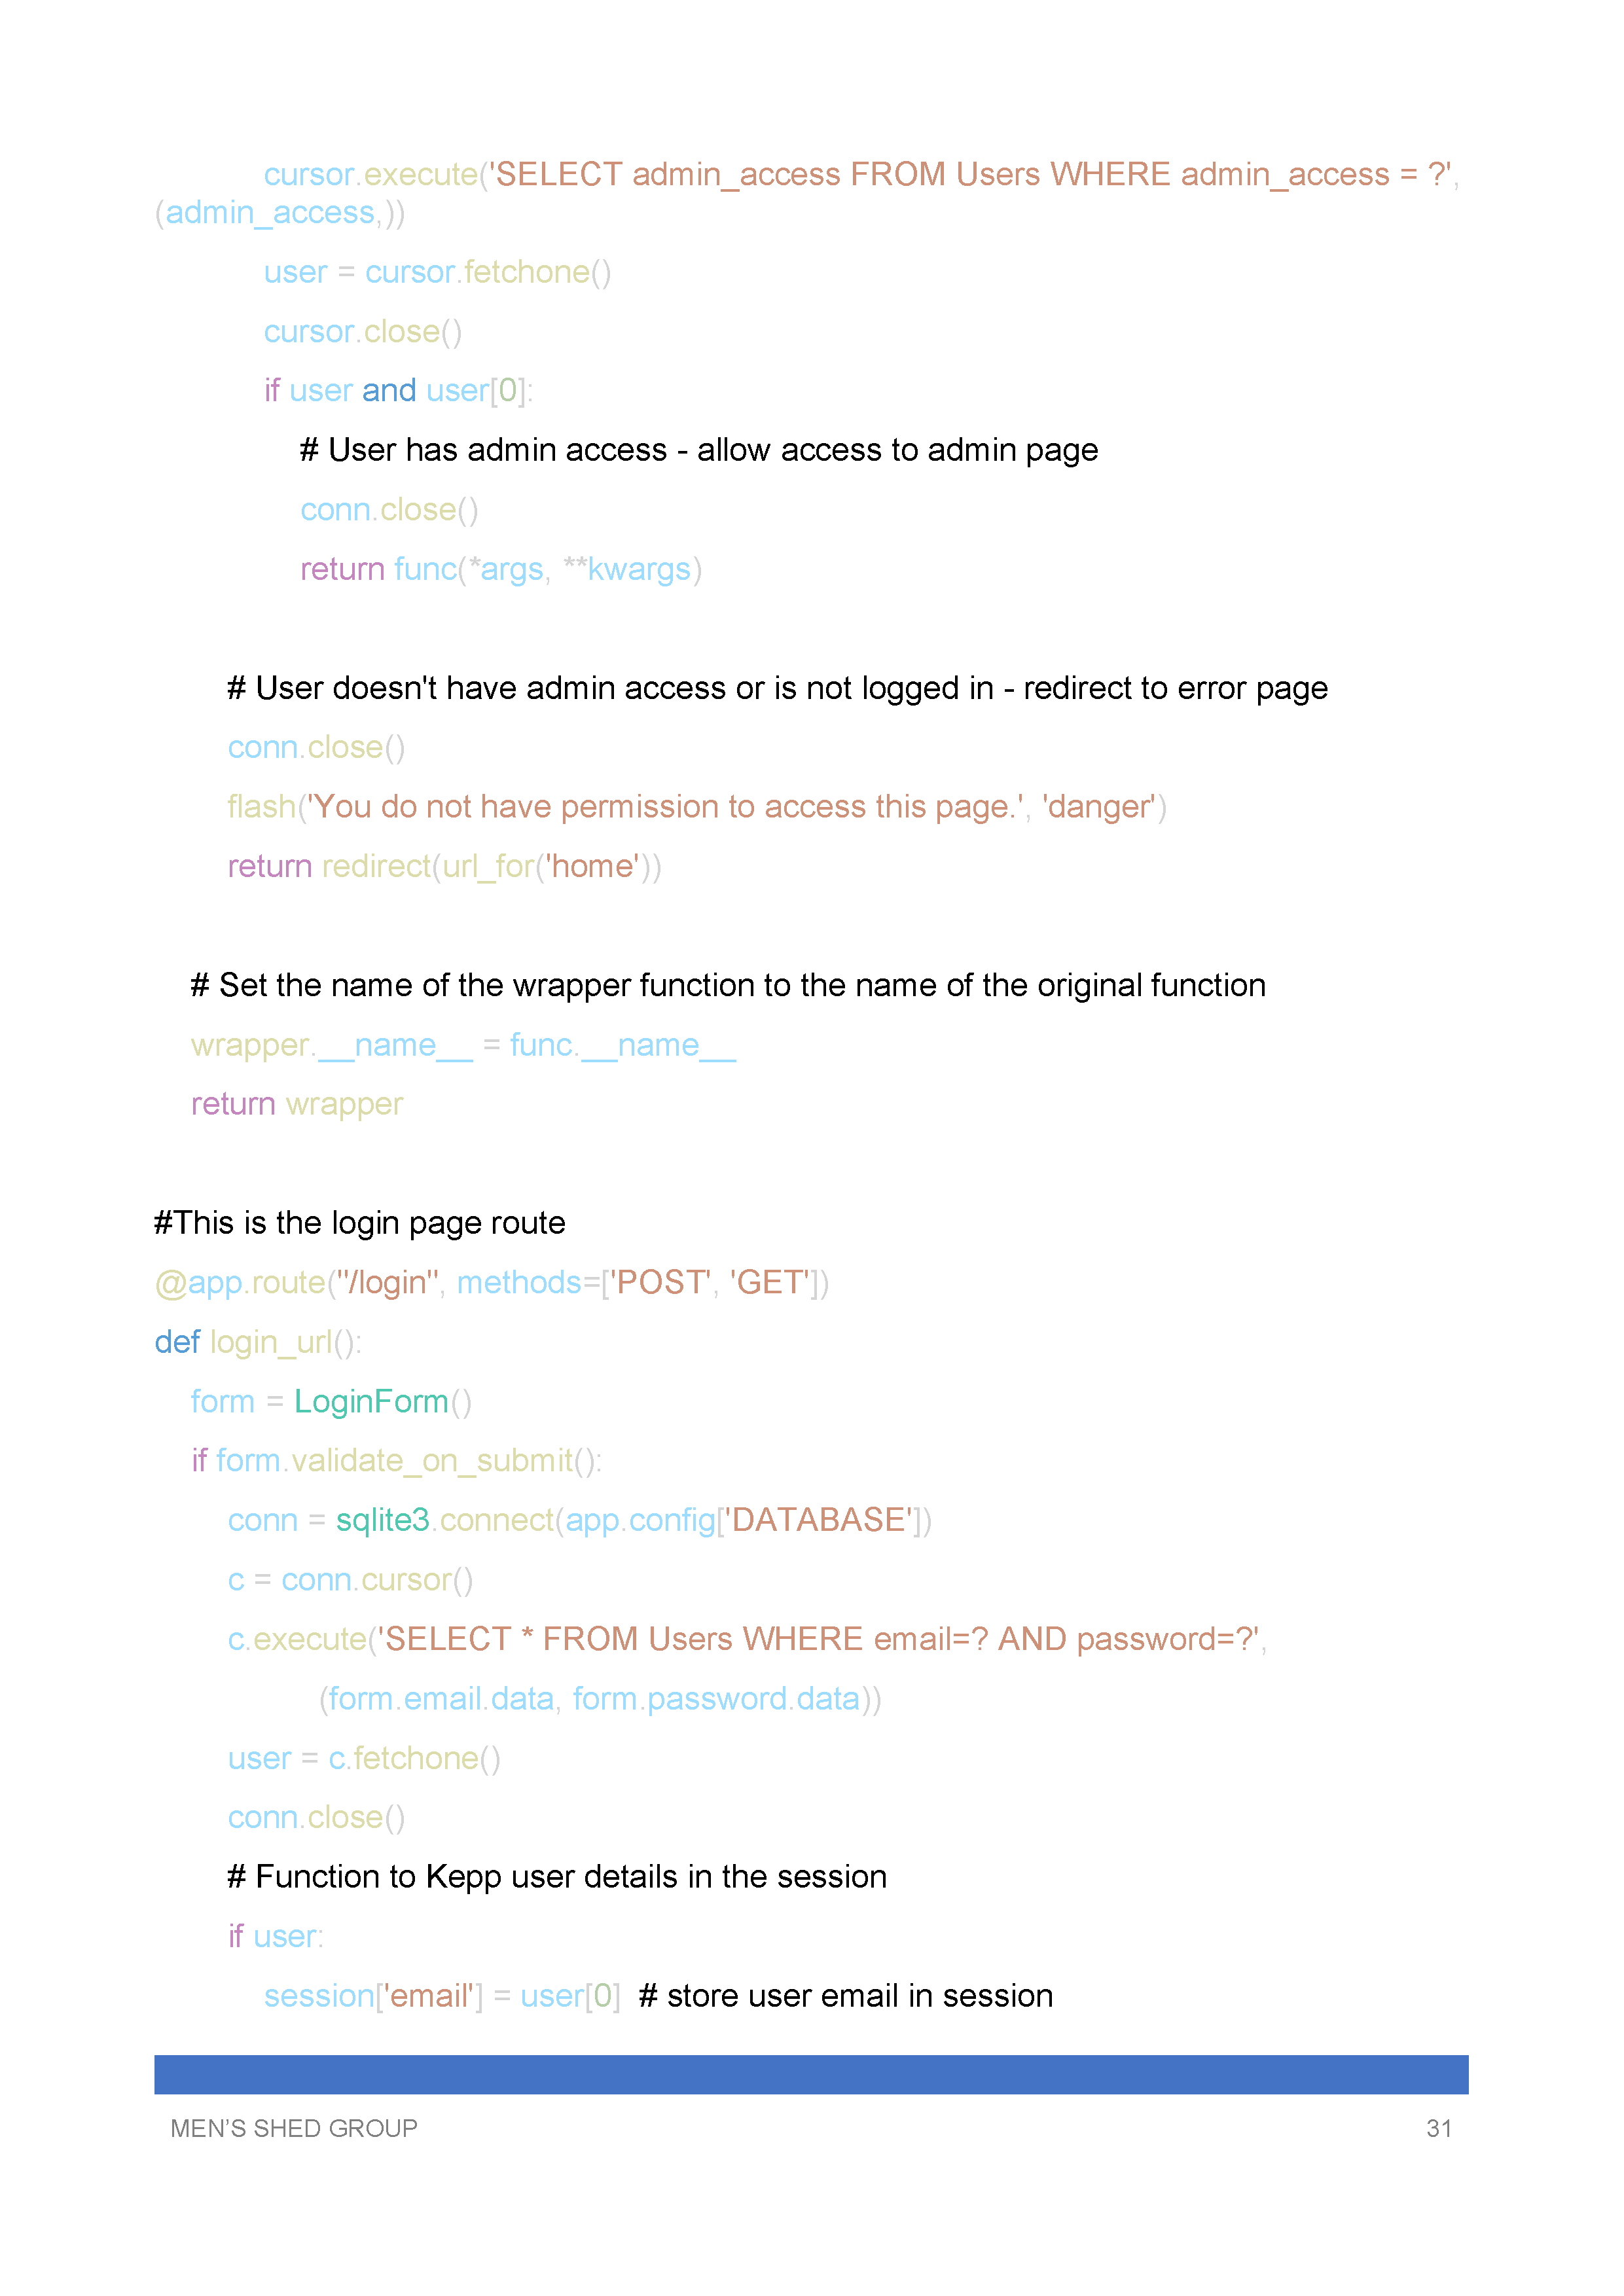 cursor.execute('SELECT admin_access FROM Users WHERE admin_access = ?',
(admin_access,))
user = cursor.fetchone()
cursor.close()
if user and user[0]:
# User has admin access - allow access to admin page
conn.close()
return func(*args, **kwargs)
# User doesn't have admin access or is not logged in - redirect to error page
conn.close()
flash('You do not have permission to access this page.', 'danger')
return redirect(url_for('home'))
# Set the name of the wrapper function to the name of the original function
wrapper.__name__ = func.__name__
return wrapper
#This is the login page route
@app.route("/login", methods=['POST', 'GET'])
def login_url():
form = LoginForm()
if form.validate_on_submit():
conn = sqlite3.connect(app.config['DATABASE'])
c = conn.cursor()
c.execute('SELECT * FROM Users WHERE email=? AND password=?',
(form.email.data, form.password.data))
user = c.fetchone()
conn.close()
# Function to Kepp user details in the session
if user:
session['email'] = user[0]  # store user email in session
MEN'S SHED GROUP 31